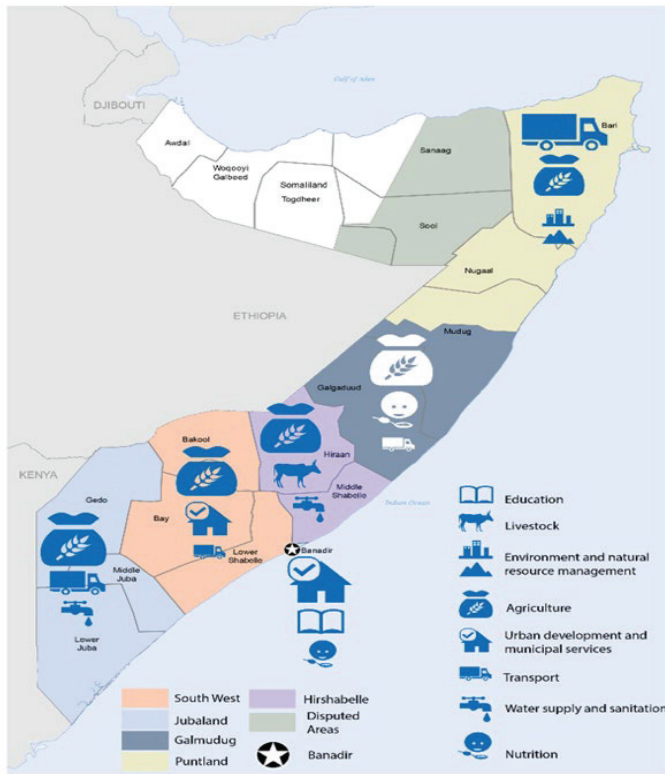 Gulf of Aden
DJIBOUTI
Awdal
Woqooyi
Galbeed
Somaliland
Togdheer
Sanaag
Sool
Bari
Nugaal
Mudug
ETHIOPIA
Galgaduud
Hiraan
Bakool
KENYA
Gedo
Bay
Middle
Shabelle
Indian Ocean
Lower
Shabelle
Banadir
Middle
Juba
Lower
Juba
Education
Livestock
Environment and natural
resource management
Agriculture
Urban development and
municipal services
Transport
Water supply and sanitation
Nutrition
South West
Jubaland
Galmudug
Puntland
Hirshabelle
Disputed
Areas
Banadir